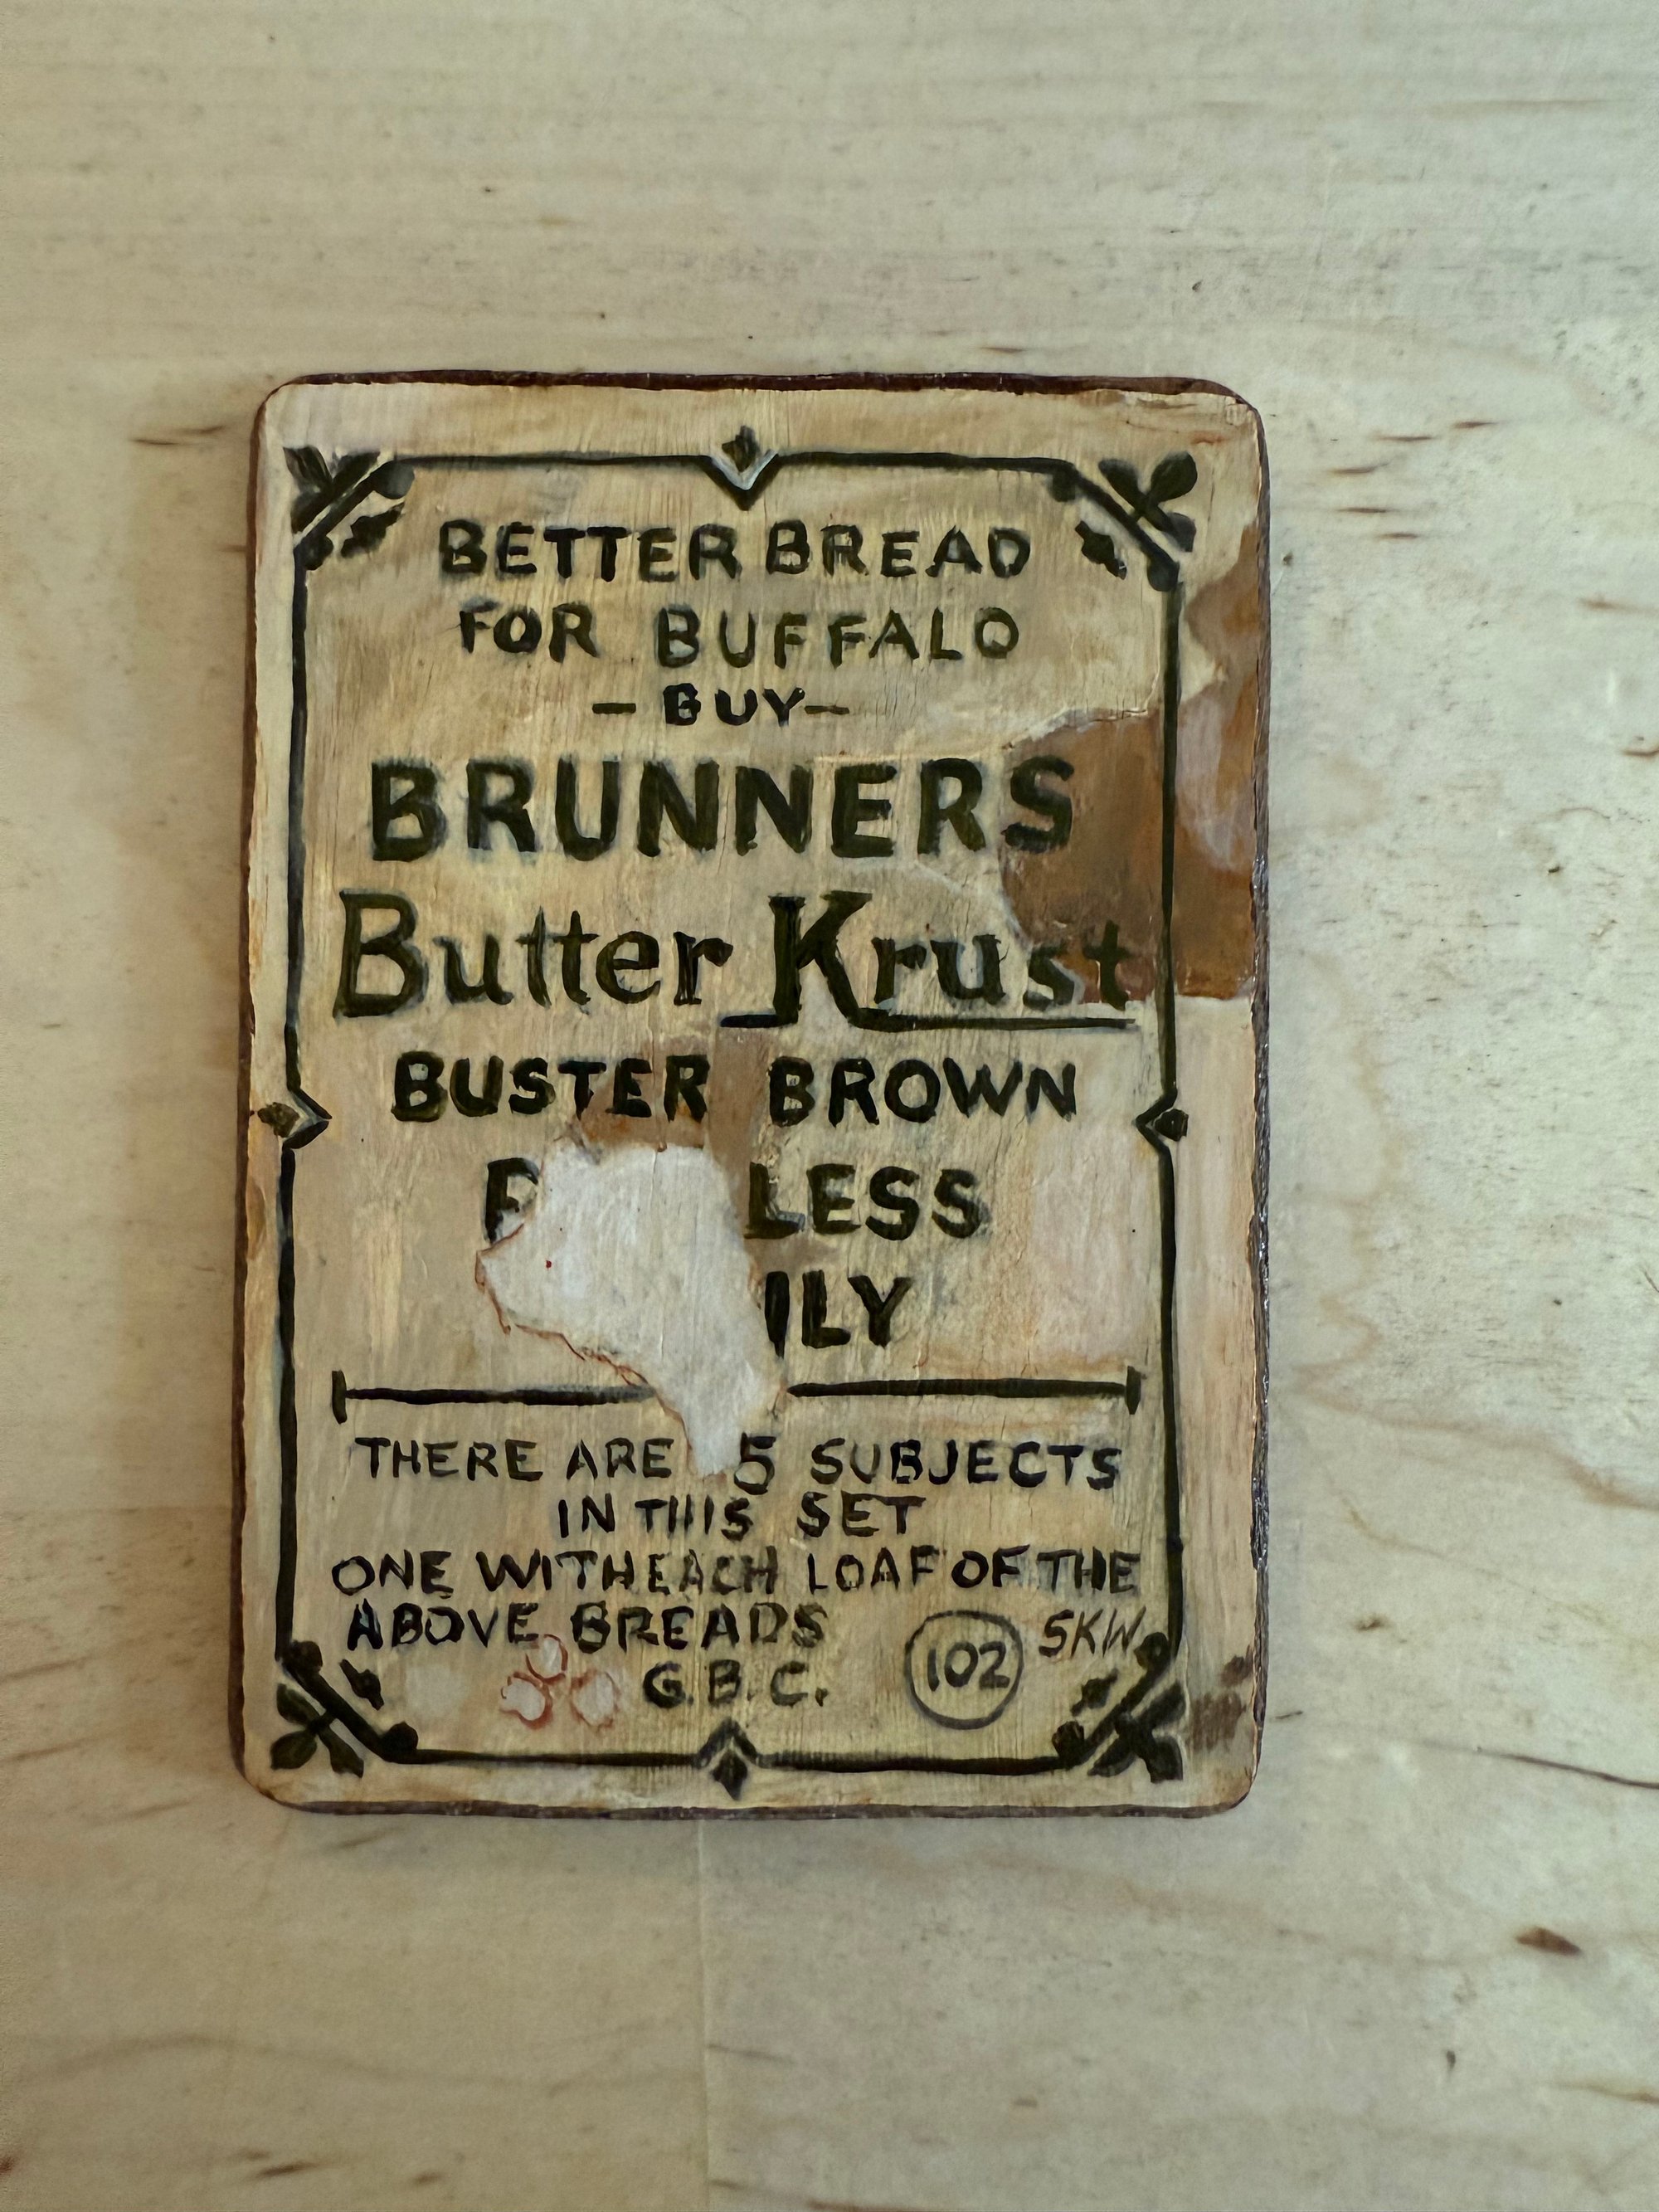 BETTER BREAD
FOR BUFFALO
-BUY-
BRUNNERS
Butter Krust
BUSTER BROWN
LESS
ILY
THERE ARE 5 SUBJECTS
IN THIS SET
ONE WITH EACH LOAF OF THE
ABOVE BREADS
G.B.C. 102 SKW